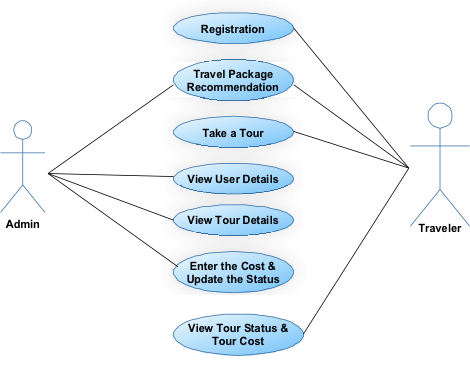 Registration
Travel Package
Recommendation
Take a Tour
View User Details
Admin
View Tour Details
Traveler
Enter the Cost &
Update the Status
View Tour Status &
Tour Cost